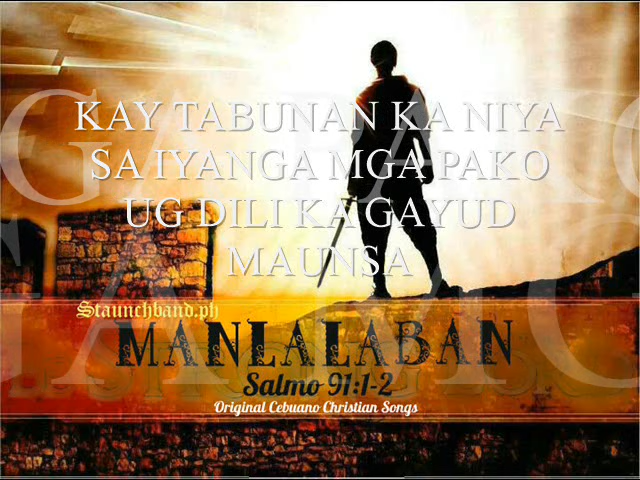 KAY TABUNAN KA NIYA
SA IYANGA MGA PAKO
UG DILI KA GAYUD
MAUNSA
Staunchband.ph
MANLALABAN
Salmo 91:1-2
Original Cebuano Christian Songs